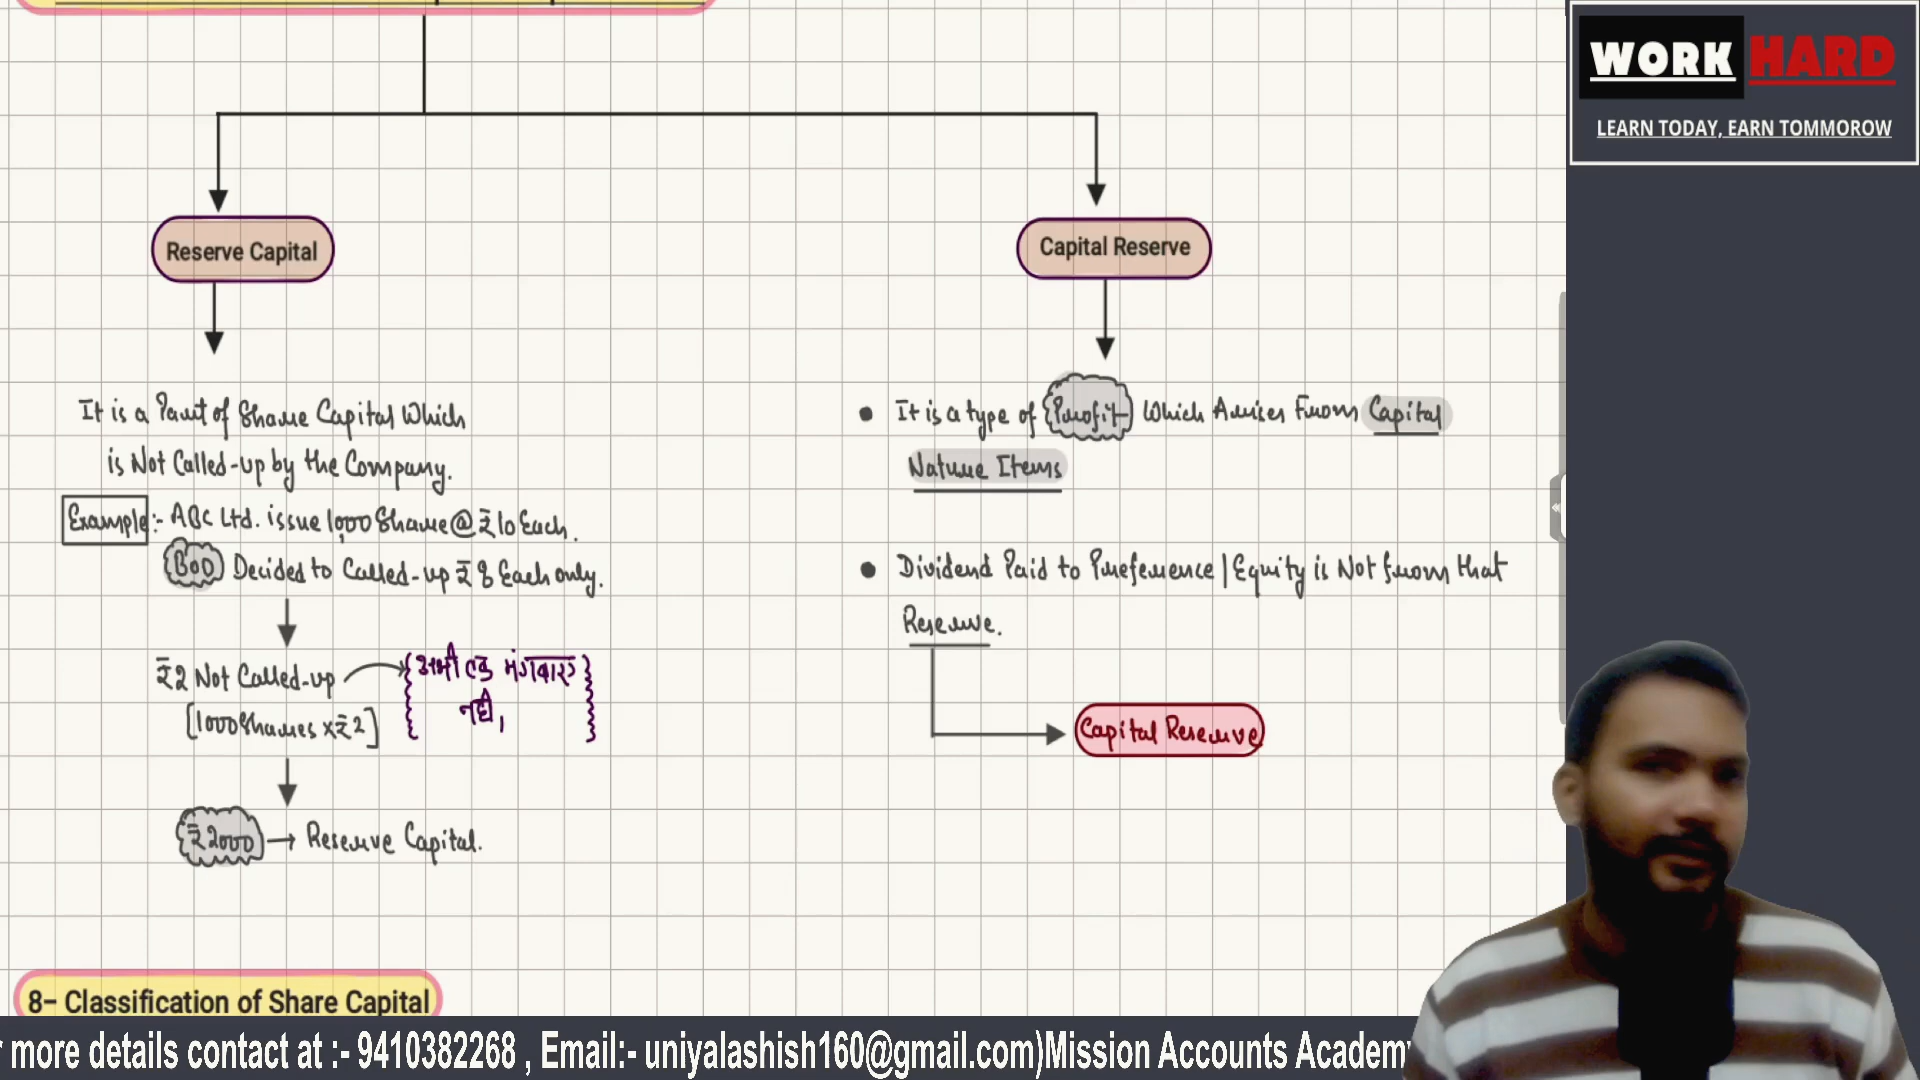 WORK HARD
LEARN TODAY, EARN TOMMOROW
Reserve Capital
Capital Reserve
It is a Part of Share Capital Which
is Not Called-up by the Company.
Example:- ABC Ltd. issue 1,000 Share @ ₹10 Each.
BOD Decided to Called-up ₹8 Each only.
₹2 Not Called-up
[1000 Shares x ₹2]
नही,
₹2000 → Reserve Capital.
• It is a type of Profit Which Arises From Capital
Nature Items
• Dividend Paid to Preference | Equity is Not from that
Reserve.
Capital Reserve
8- Classification of Share Capital
more details contact at :- 9410382268 , Email:- uniyalashish160@gmail.com)Mission Accounts Academy